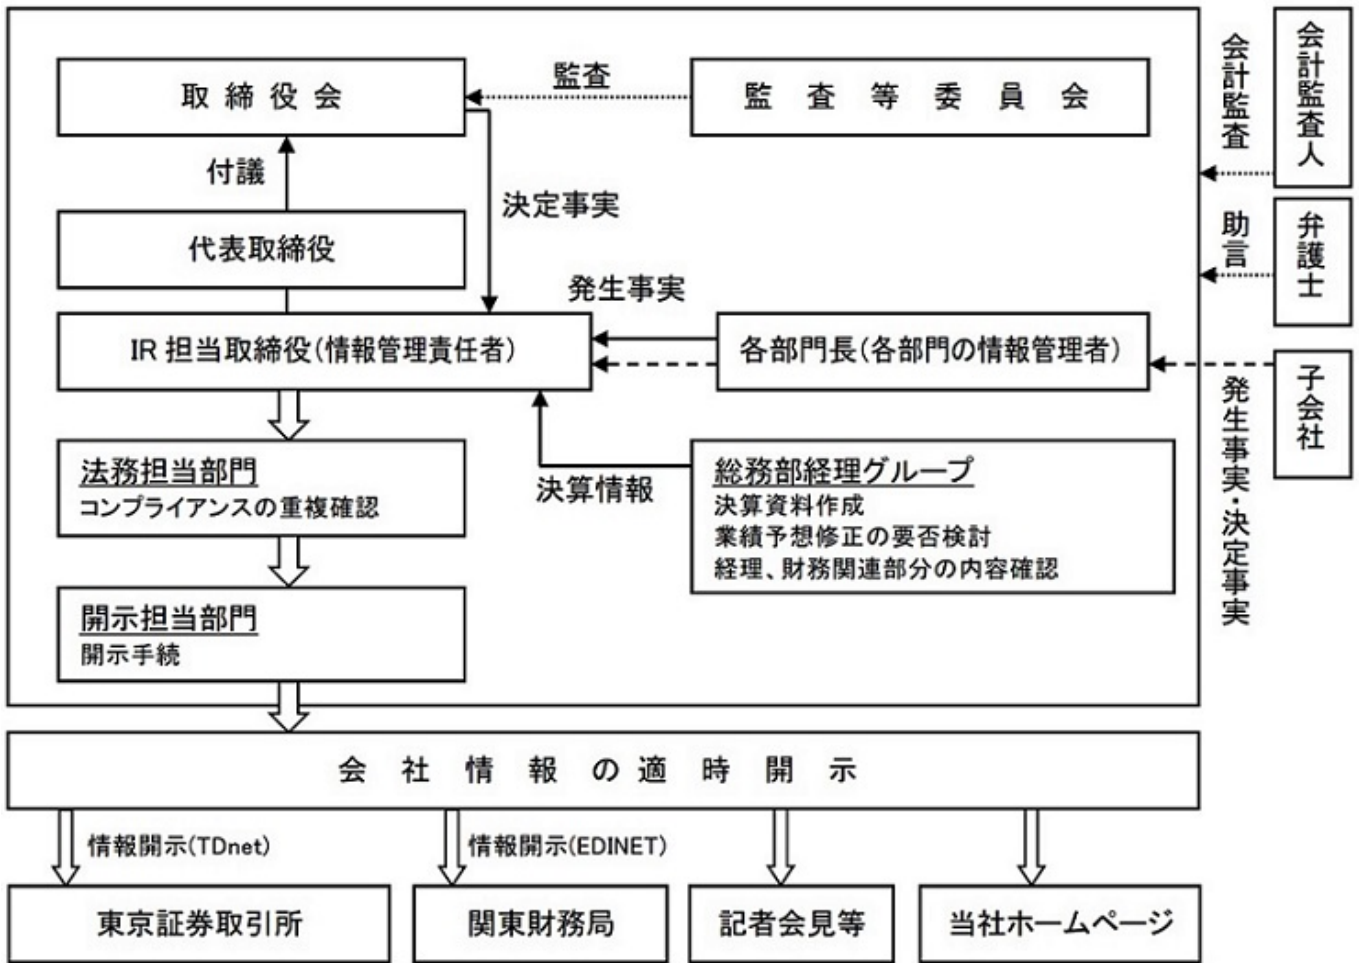 取締役会
監査
監査等委員会
付議
決定事実
代表取締役
発生事実
IR 担当取締役(情報管理責任者)
各部門長(各部門の情報管理者)
法務担当部門
コンプライアンスの重複確認
決算情報
総務部経理グループ
決算資料作成
業績予想修正の要否検討
経理、財務関連部分の内容確認
開示担当部門
開示手続
会計監査
会計監査人
助言
弁護士
子会社
発生事実・決定事実
会社情報の適時開示
情報開示(TDnet)
情報開示(EDINET)
東京証券取引所
関東財務局
記者会見等
当社ホームページ